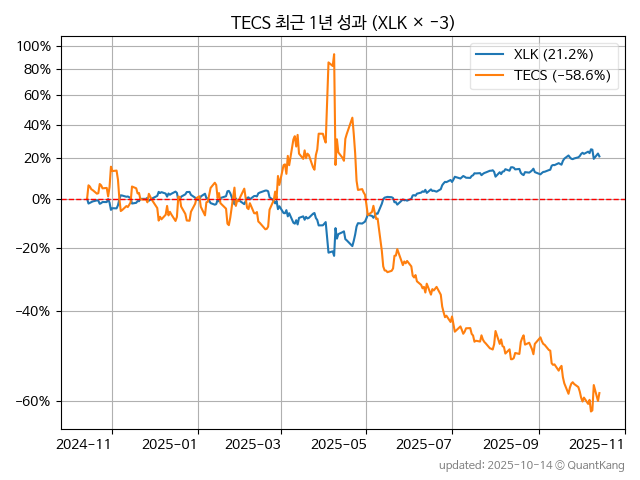 TECS 최근 1년 성과 (XLK × −3)
XLK (21.2%)
TECS (−58.6%)
100%
80%
60%
40%
20%
0%
−20%
−40%
−60%
2024-11 2025-01 2025-03 2025-05 2025-07 2025-09 2025-11
updated: 2025-10-14 © QuantKang